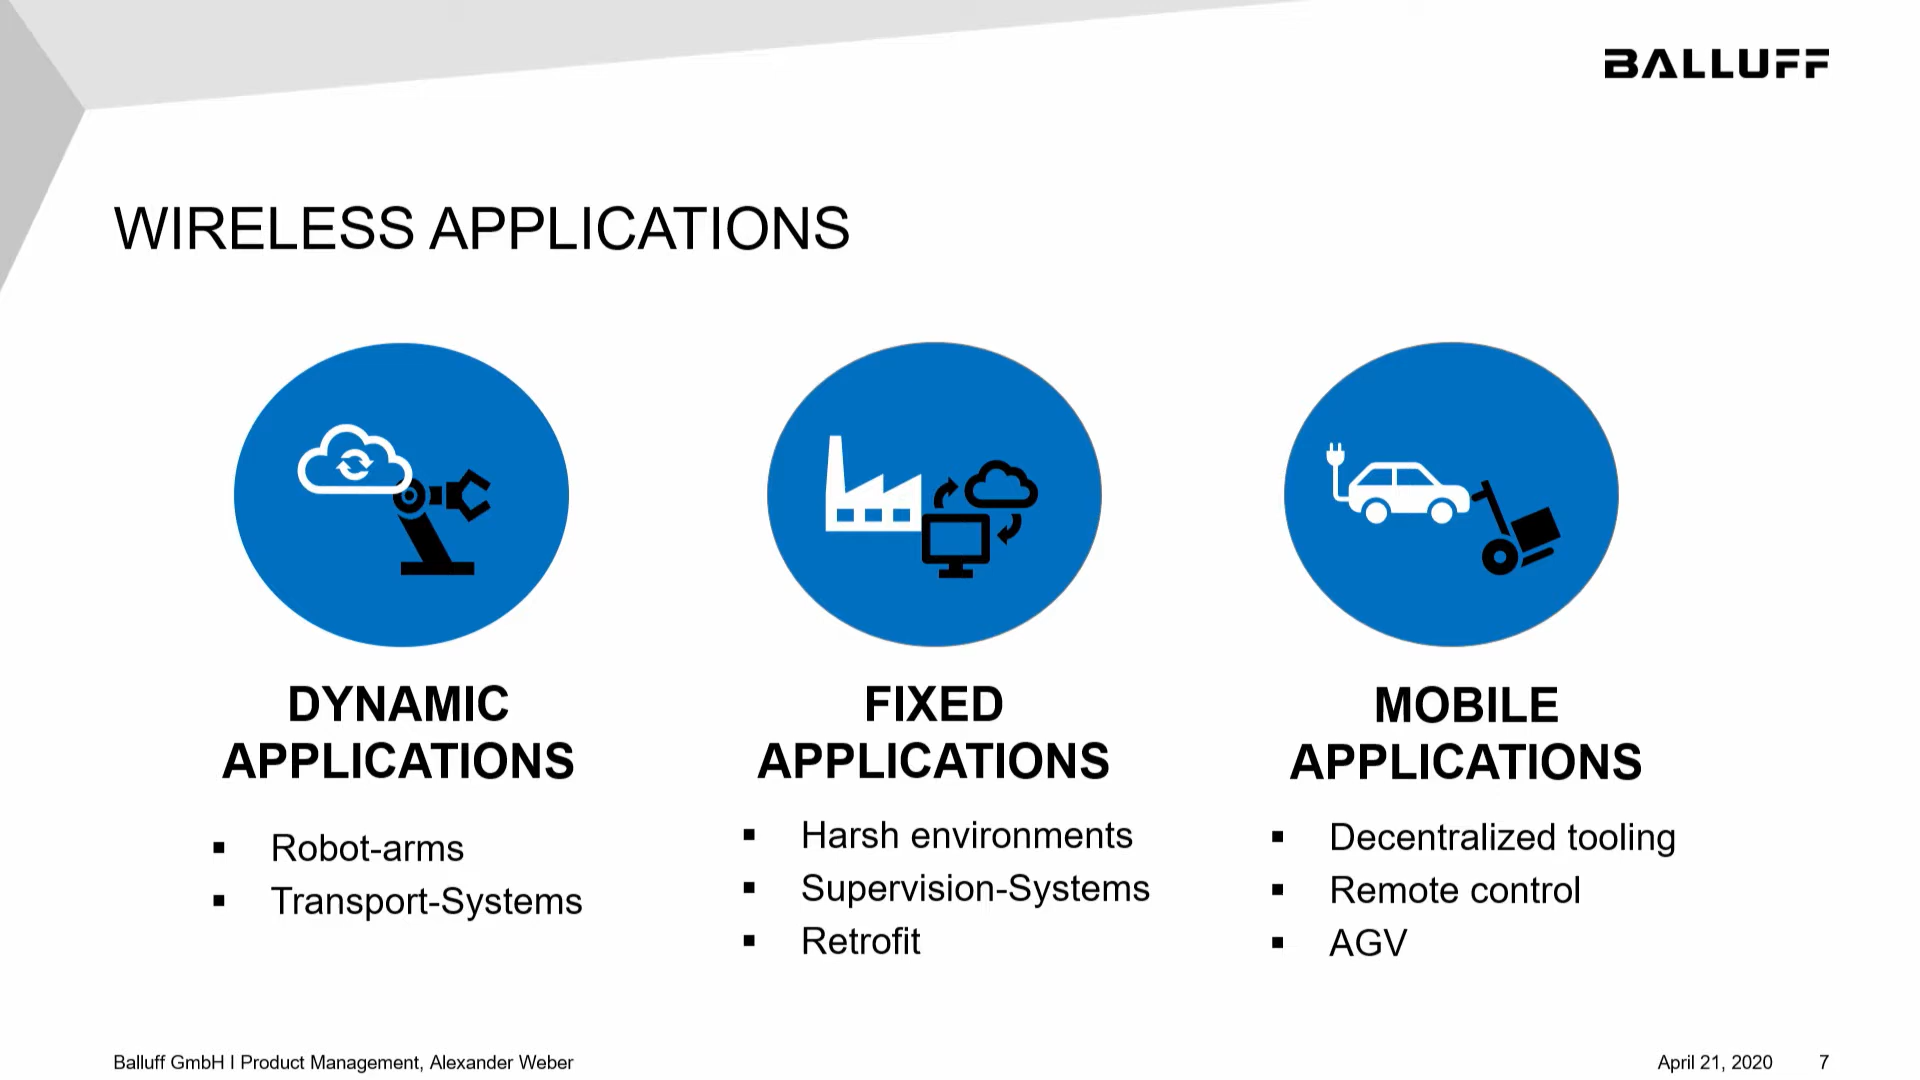 BALLUFF
WIRELESS APPLICATIONS
DYNAMIC
APPLICATIONS
▪ Robot-arms
▪ Transport-Systems
FIXED
APPLICATIONS
▪ Harsh environments
▪ Supervision-Systems
▪ Retrofit
MOBILE
APPLICATIONS
▪ Decentralized tooling
▪ Remote control
▪ AGV
Balluff GmbH I Product Management, Alexander Weber
April 21, 2020 7